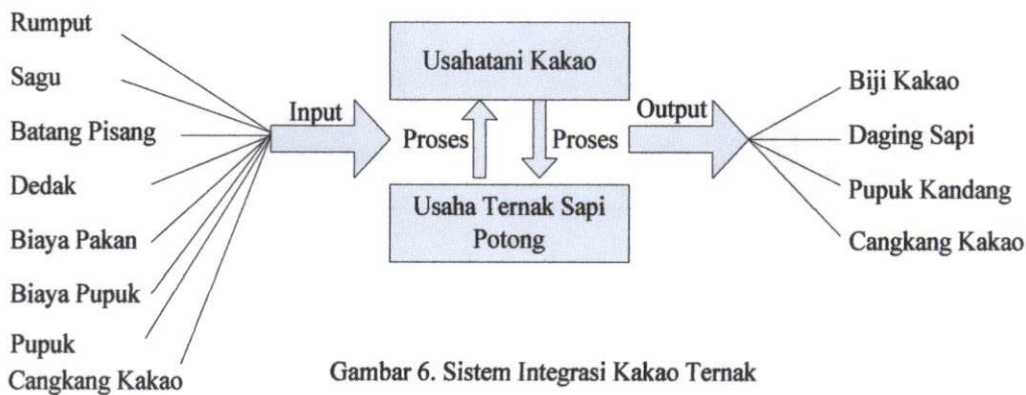 Rumput
Sagu
Batang Pisang
Dedak
Biaya Pakan
Biaya Pupuk
Pupuk
Cangkang Kakao
Input
Usahatani Kakao
Proses
Proses
Usaha Ternak Sapi
Potong
Output
Biji Kakao
Daging Sapi
Pupuk Kandang
Cangkang Kakao
Gambar 6. Sistem Integrasi Kakao Ternak